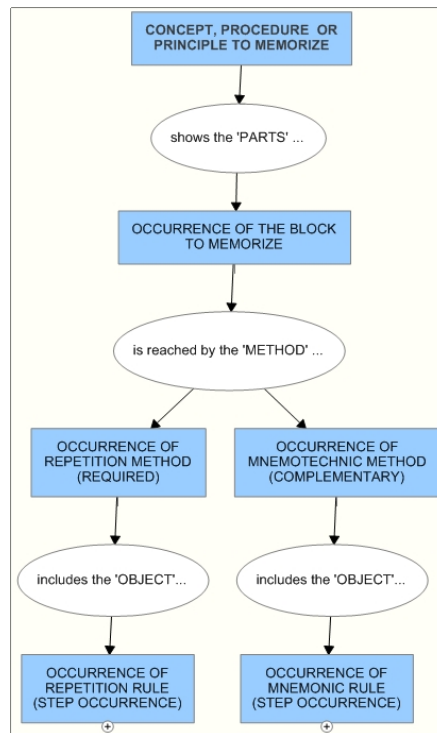 CONCEPT, PROCEDURE OR
PRINCIPLE TO MEMORIZE
shows the 'PARTS' ...
OCCURRENCE OF THE BLOCK
TO MEMORIZE
is reached by the 'METHOD' ...
OCCURRENCE OF
REPETITION METHOD
(REQUIRED)
OCCURRENCE OF
MNEMOTECHNIC METHOD
(COMPLEMENTARY)
includes the 'OBJECT'...
includes the 'OBJECT'...
OCCURRENCE OF
REPETITION RULE
(STEP OCCURRENCE)
OCCURRENCE OF
MNEMONIC RULE
(STEP OCCURRENCE)